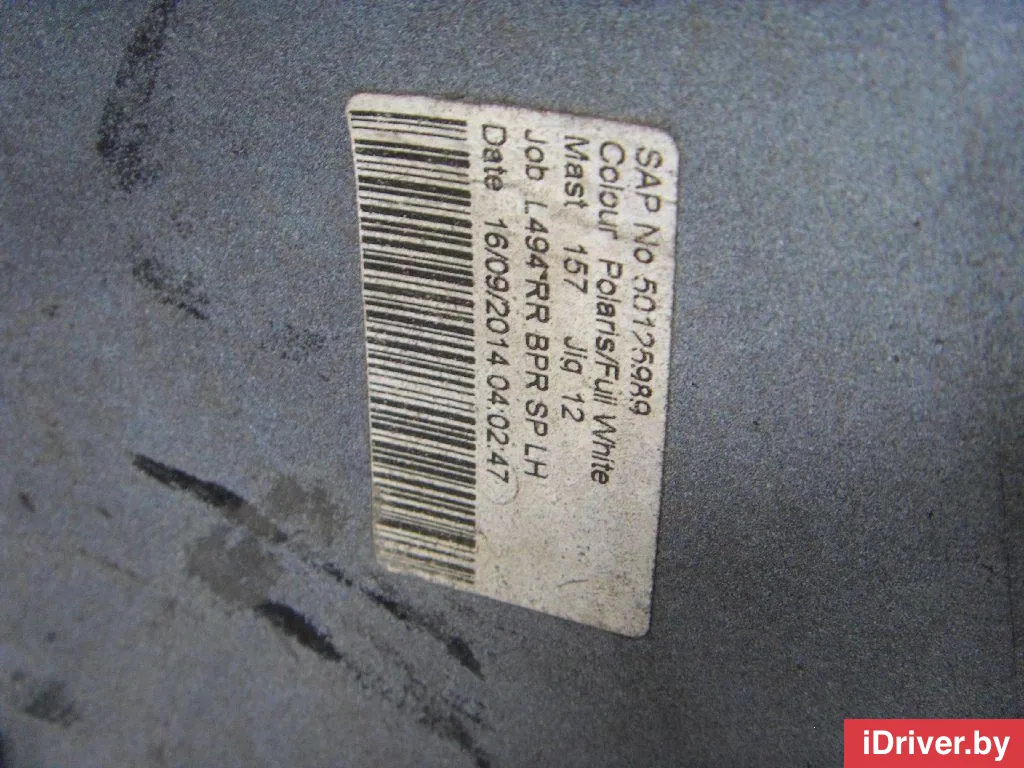 SAP No 50125989
Colour Polaris/Full White
Mast 157 Jig 12
Job L494 RR BPR SP LH
Date 16/09/2014 04:02:47
iDriver.by